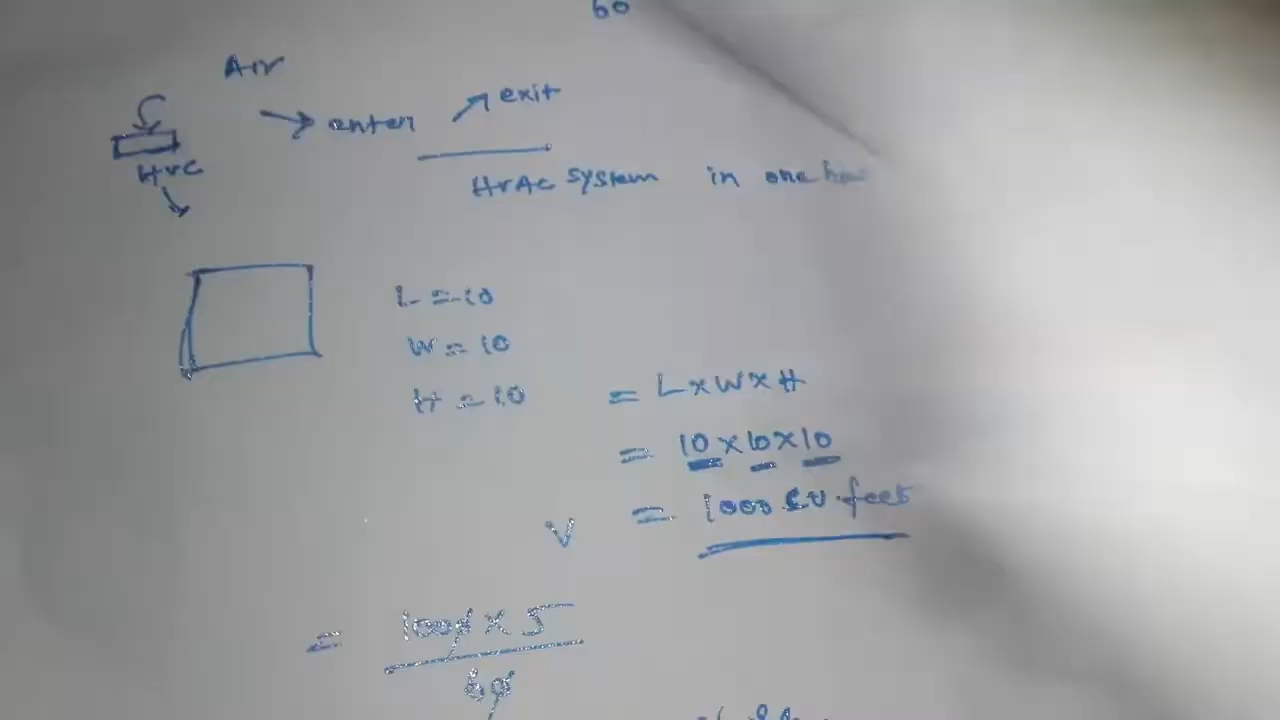 60
Air
→ enter ↗ exit
HVC
HVAC system in one
L = 10
W = 10
H = 10
= L x W x H
= 10 x 10 x 10
V = 1000 cu. feet
= 1000 x 5
60